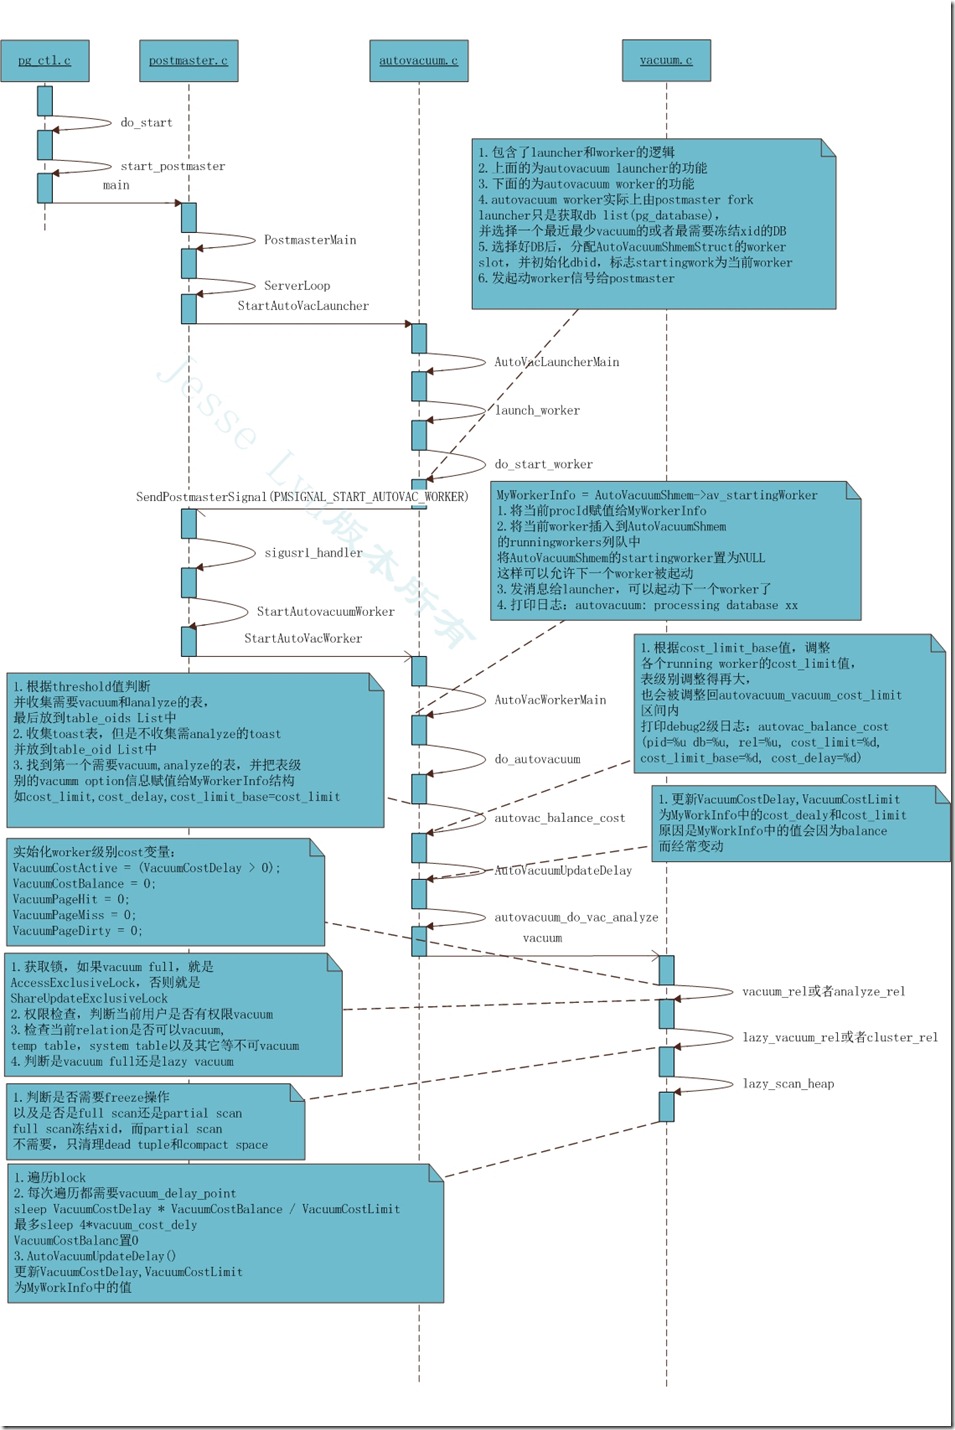 pg_ctl.c
postmaster.c
autovacuum.c
vacuum.c
do_start
start_postmaster
main
1.包含了launcher和worker的逻辑
2.上面的为autovacuum launcher的功能
3.下面的为autovacuum worker的功能
4.autovacuum worker实际上由postmaster fork
launcher只是获取db list(pg_database),
并选择一个最近最少vacuum的或者最需要冻结xid的DB
5.选择好DB后，分配AutoVacuumShmemStruct的worker
slot，并初始化dbid，标志startingwork为当前worker
6.发起动worker信号给postmaster
PostmasterMain
ServerLoop
StartAutoVacLauncher
AutoVacLauncherMain
launch_worker
do_start_worker
SendPostmasterSignal(PMSIGNAL_START_AUTOVAC_WORKER)
Jesse Lvu版本所有
MyWorkerInfo = AutoVacuumShmem->av_startingWorker
1.将当前procId赋值给MyWorkerInfo
2.将当前worker插入到AutoVacuumShmem
的runningworkers列队中
将AutoVacuumShmem的startingworker置为NULL
这样可以允许下一个worker被起动
3.发消息给launcher，可以起动下一个worker了
4.打印日志：autovacuum: processing database xx
sigusr1_handler
StartAutovacuumWorker
StartAutoVacWorker
1.根据cost_limit_base值，调整
各个running worker的cost_limit值,
表级别调整得再大,
也会被调整回autovacuum_vacuum_cost_limit
区间内
打印debug2级日志：autovac_balance_cost
(pid=%u db=%u, rel=%u, cost_limit=%d,
cost_limit_base=%d, cost_delay=%d)
1.根据threshold值判断
并收集需要vacuum和analyze的表,
最后放到table_oids List中
2.收集toast表，但是不收集需analyze的toast
并放到table_oid List中
3.找到第一个需要vacuum,analyze的表，并把表级
别的vacumm option信息赋值给MyWorkerInfo结构
如cost_limit,cost_delay,cost_limit_base=cost_limit
AutoVacWorkerMain
do_autovacuum
autovac_balance_cost
1.更新VacuumCostDelay,VacuumCostLimit
为MyWorkInfo中的cost_dealy和cost_limit
原因是MyWorkInfo中的值会因为balance
而经常变动
实始化worker级别cost变量：
VacuumCostActive = (VacuumCostDelay > 0);
VacuumCostBalance = 0;
VacuumPageHit = 0;
VacuumPageMiss = 0;
VacuumPageDirty = 0;
AutoVacuumUpdateDelay
autovacuum_do_vac_analyze
vacuum
1.获取锁，如果vacuum full，就是
AccessExclusiveLock，否则就是
ShareUpdateExclusiveLock
2.权限检查，判断当前用户是否有权限vacuum
3.检查当前relation是否可以vacuum,
temp table，system table以及其它等不可vacuum
4.判断是vacuum full还是lazy vacuum
vacuum_rel或者analyze_rel
lazy_vacuum_rel或者cluster_rel
lazy_scan_heap
1.判断是否需要freeze操作
以及是否是full scan还是partial scan
full scan冻结xid，而partial scan
不需要，只清理dead tuple和compact space
1.遍历block
2.每次遍历都需要vacuum_delay_point
sleep VacuumCostDelay * VacuumCostBalance / VacuumCostLimit
最多sleep 4*vacuum_cost_dely
VacuumCostBalanc置0
3.AutoVacuumUpdateDelay()
更新VacuumCostDelay,VacuumCostLimit
为MyWorkInfo中的值